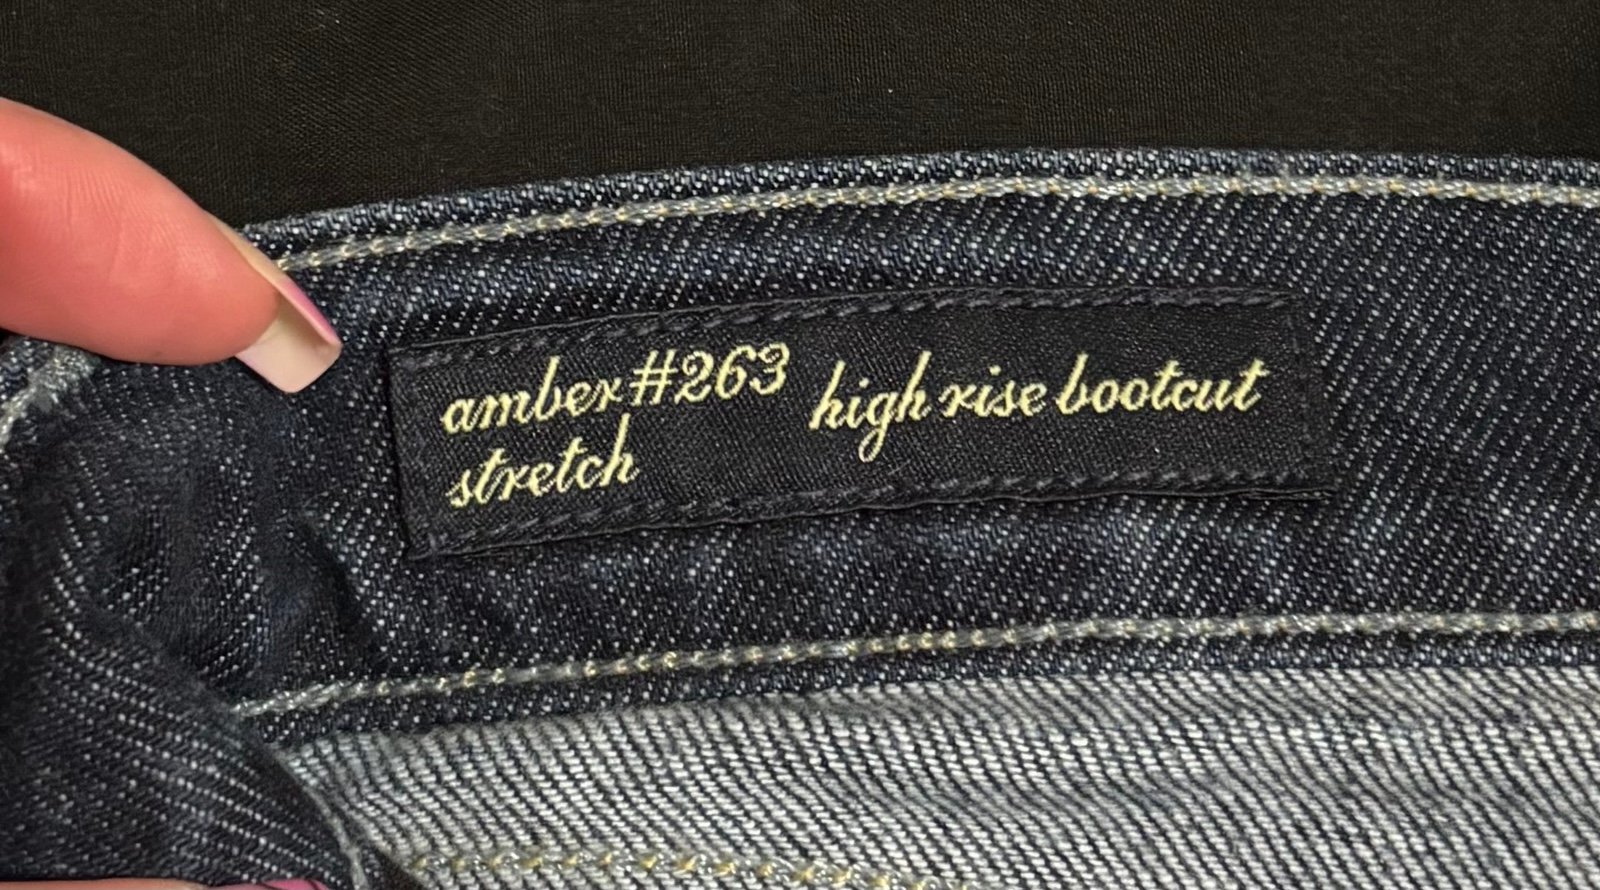 amber #263 high rise bootcut
stretch